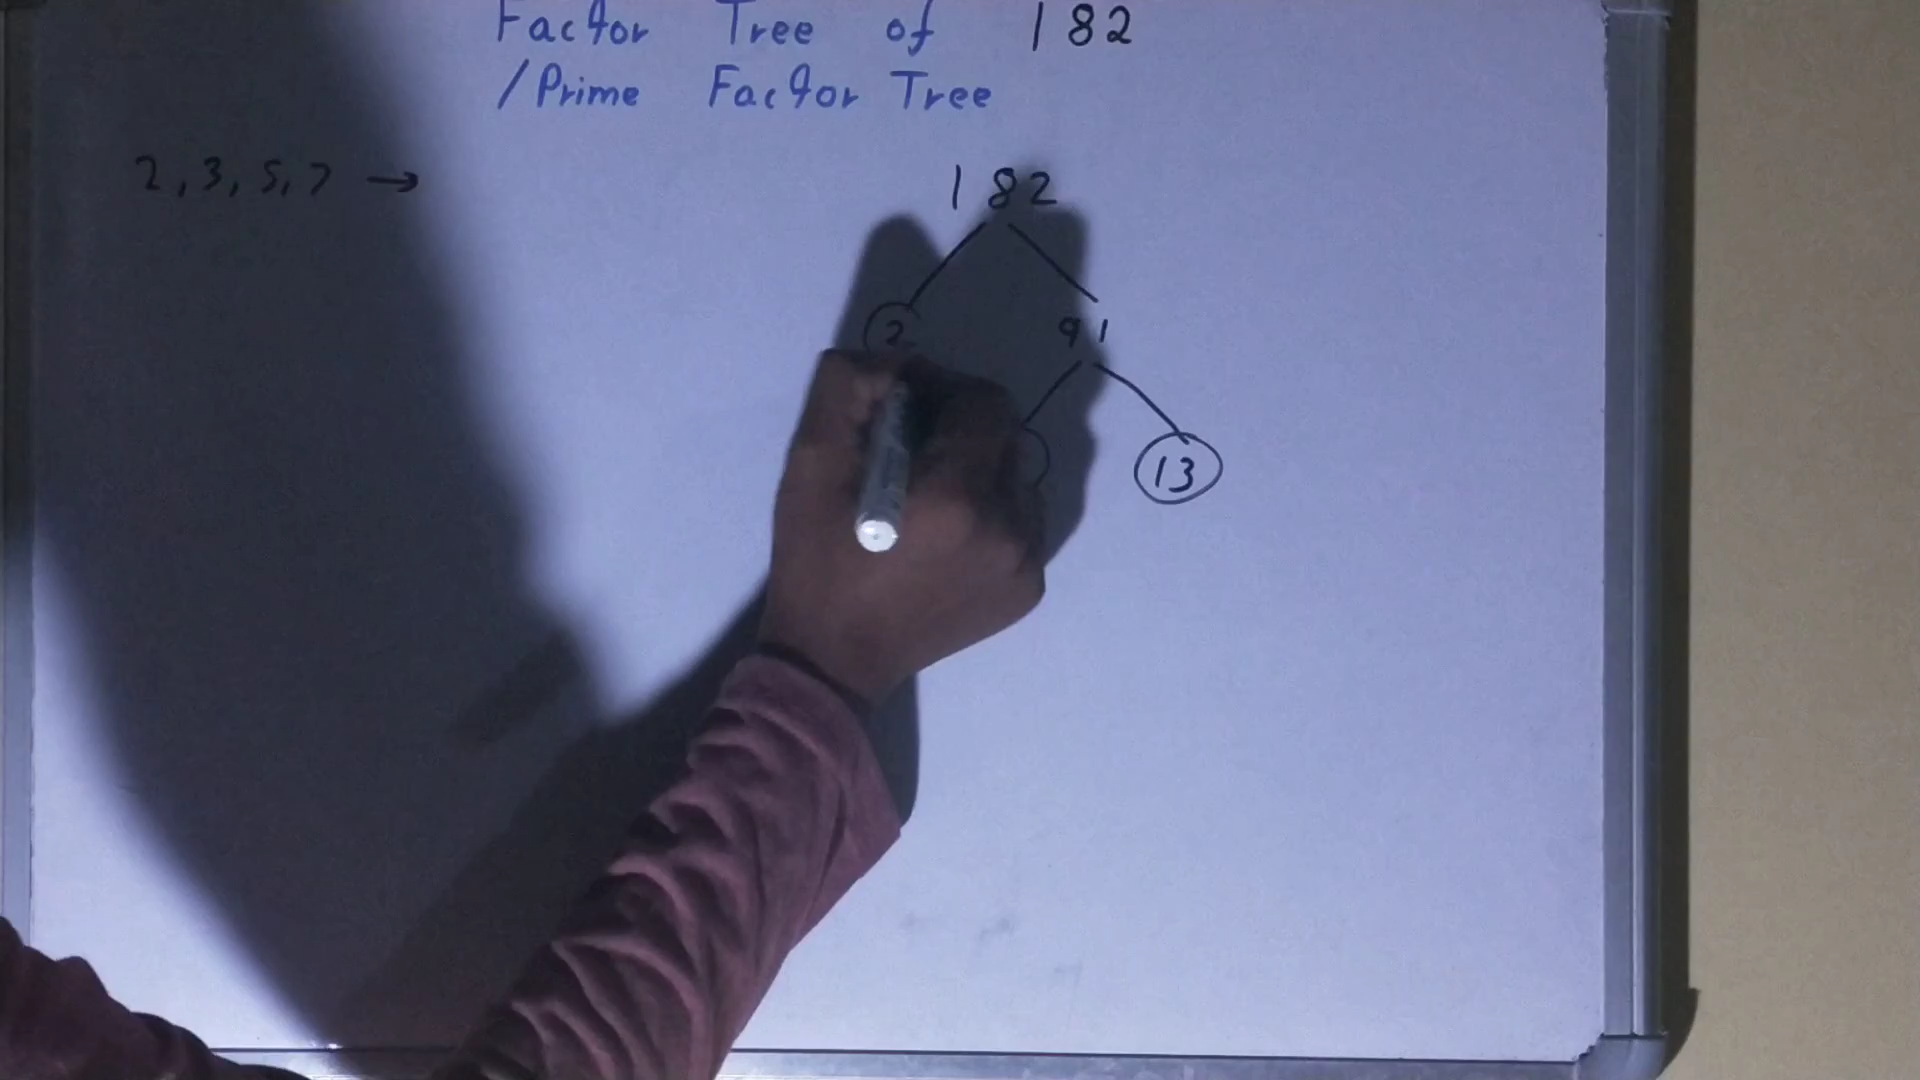 Factor Tree of 182
/Prime Factor Tree
2, 3, 5, 7 →
182
2 91
13